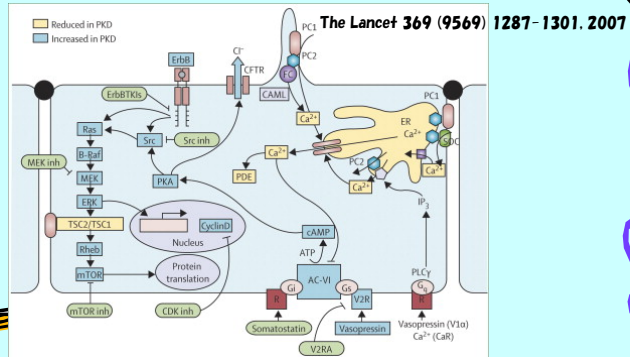 Reduced in PKD
Increased in PKD
The Lancet 369 (9569) 1287-1301, 2007
PC1
PC2
FC
CAML
Ca²⁺
Cl⁻
CFTR
ErbB
ErbBTKIs
Ras
Src
Src inh
B-Raf
MEK inh
MEK
PKA
ERK
TSC2/TSC1
Rheb
mTOR
mTOR inh
CyclinD
Nucleus
Protein
translation
CDK inh
PDE
Ca²⁺
ER
Ca²⁺
PC1
SOC
Ca²⁺
PC2
Ca²⁺
IP₃
cAMP
ATP
AC-VI
Gi
Gs
R
V2R
Somatostatin
Vasopressin
V2RA
PLCγ
Gq
R
Vasopressin (V1α)
Ca²⁺ (CaR)